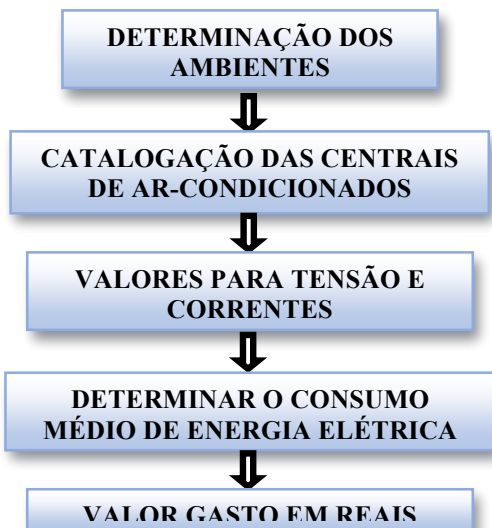 DETERMINAÇÃO DOS
AMBIENTES
CATALOGAÇÃO DAS CENTRAIS
DE AR-CONDICIONADOS
VALORES PARA TENSÃO E
CORRENTES
DETERMINAR O CONSUMO
MÉDIO DE ENERGIA ELÉTRICA
VALOR GASTO EM REAIS